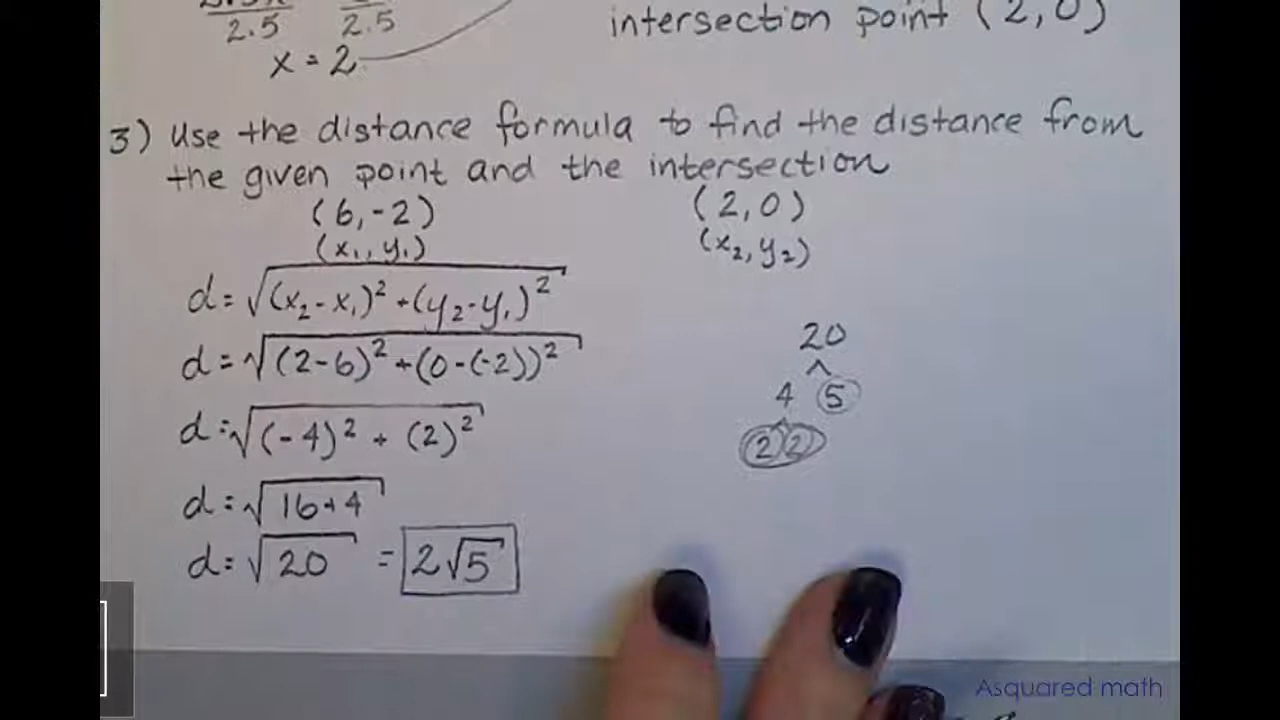 2.5 2.5
intersection point (2,0)
x = 2
3) Use the distance formula to find the distance from
the given point and the intersection
(6,-2) (2,0)
(x₁,y₁) (x₂,y₂)
d=√(x₂-x₁)²+(y₂-y₁)²
d=√(2-6)²+(0-(-2))²
d=√(-4)²+(2)²
d=√16+4
d=√20 = 2√5
20
4 5
2 2
Asquared math